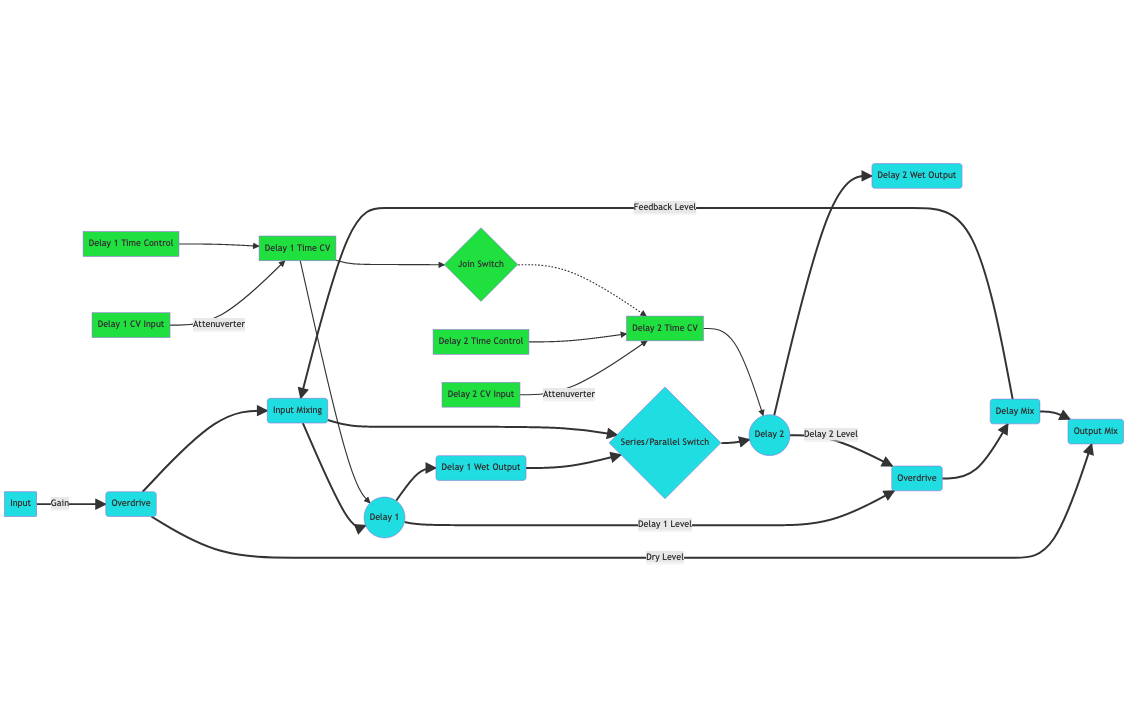 Delay 2 Wet Output
Feedback Level
Delay 1 Time Control
Delay 1 Time CV
Join Switch
Delay 1 CV Input
Attenuverter
Delay 2 Time CV
Delay 2 Time Control
Delay 2 CV Input
Attenuverter
Input Mixing
Delay Mix
Output Mix
Series/Parallel Switch
Delay 2
Delay 2 Level
Delay 1 Wet Output
Overdrive
Input
Gain
Overdrive
Delay 1
Delay 1 Level
Dry Level